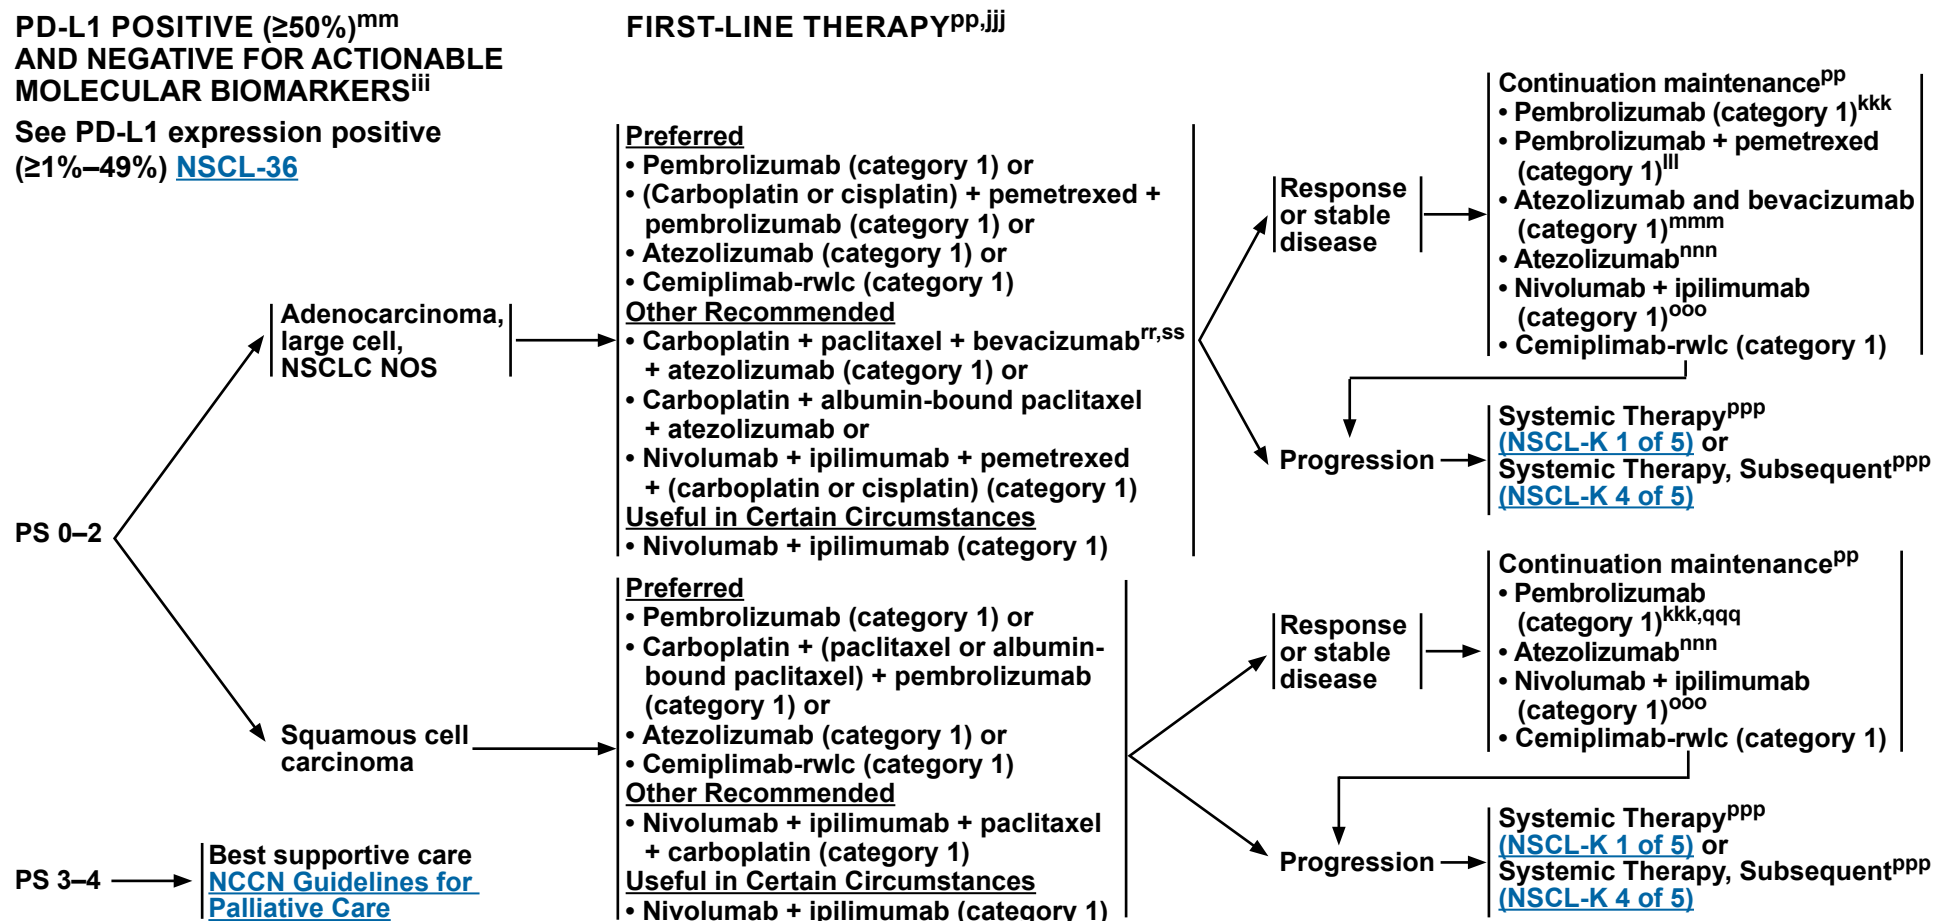 PD-L1 POSITIVE (≥50%)mm
AND NEGATIVE FOR ACTIONABLE
MOLECULAR BIOMARKERSiii
See PD-L1 expression positive
(≥1%–49%) NSCL-36
FIRST-LINE THERAPYpp,jjj
PS 0–2
Adenocarcinoma,
large cell,
NSCLC NOS
Preferred
• Pembrolizumab (category 1) or
• (Carboplatin or cisplatin) + pemetrexed +
pembrolizumab (category 1) or
• Atezolizumab (category 1) or
• Cemiplimab-rwlc (category 1)
Other Recommended
• Carboplatin + paclitaxel + bevacizumabrr,ss
+ atezolizumab (category 1) or
• Carboplatin + albumin-bound paclitaxel
+ atezolizumab or
• Nivolumab + ipilimumab + pemetrexed
+ (carboplatin or cisplatin) (category 1)
Useful in Certain Circumstances
• Nivolumab + ipilimumab (category 1)
Response
or stable
disease
Continuation maintenancepp
• Pembrolizumab (category 1)kkk
• Pembrolizumab + pemetrexed
(category 1)lll
• Atezolizumab and bevacizumab
(category 1)mmm
• Atezolizumabnnn
• Nivolumab + ipilimumab
(category 1)ooo
• Cemiplimab-rwlc (category 1)
Progression
Systemic Therapyppp
(NSCL-K 1 of 5) or
Systemic Therapy, Subsequentppp
(NSCL-K 4 of 5)
Squamous cell
carcinoma
Preferred
• Pembrolizumab (category 1) or
• Carboplatin + (paclitaxel or albumin-
bound paclitaxel) + pembrolizumab
(category 1) or
• Atezolizumab (category 1) or
• Cemiplimab-rwlc (category 1)
Other Recommended
• Nivolumab + ipilimumab + paclitaxel
+ carboplatin (category 1)
Useful in Certain Circumstances
• Nivolumab + ipilimumab (category 1)
Response
or stable
disease
Continuation maintenancepp
• Pembrolizumab
(category 1)kkk,qqq
• Atezolizumabnnn
• Nivolumab + ipilimumab
(category 1)ooo
• Cemiplimab-rwlc (category 1)
Progression
Systemic Therapyppp
(NSCL-K 1 of 5) or
Systemic Therapy, Subsequentppp
(NSCL-K 4 of 5)
PS 3–4
Best supportive care
NCCN Guidelines for
Palliative Care